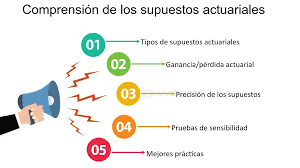 Comprensión de los supuestos actuariales
01
Tipos de supuestos actuariales
02
Ganancia/pérdida actuarial
03
Precisión de los supuestos
04
Pruebas de sensibilidad
05
Mejores prácticas